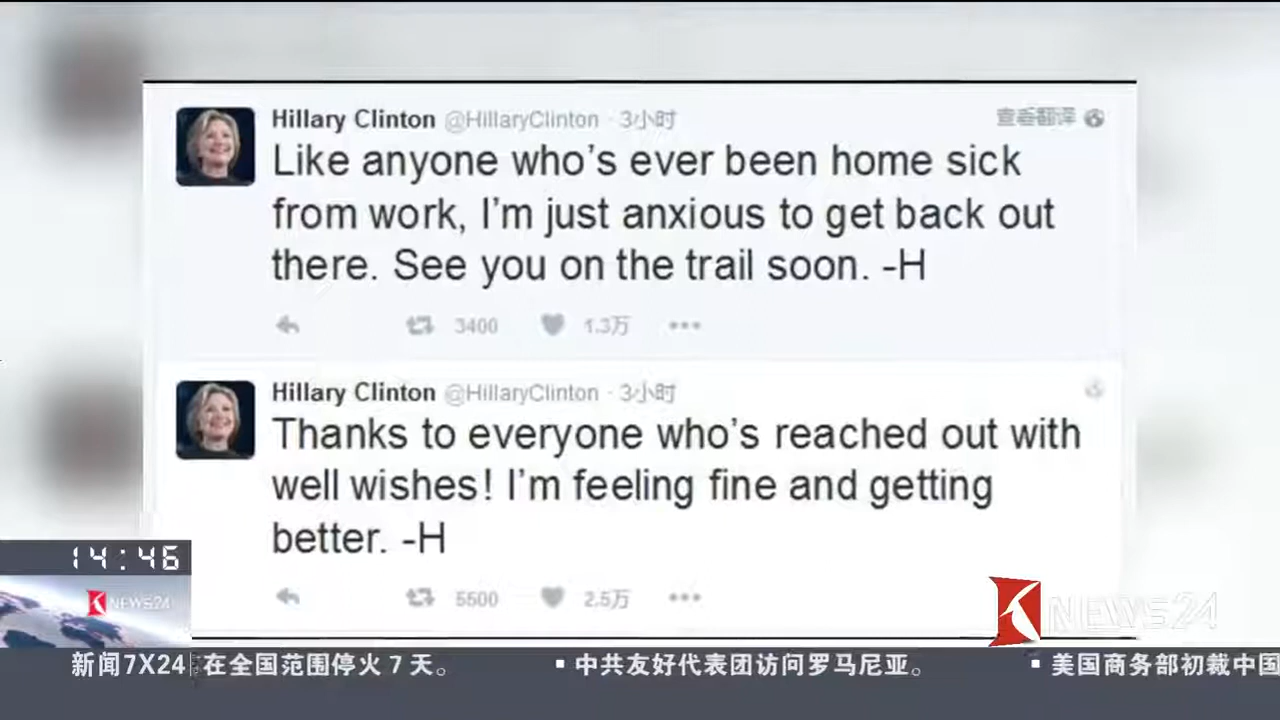 Hillary Clinton @HillaryClinton · 3小时
查看翻译
Like anyone who's ever been home sick
from work, I'm just anxious to get back out
there. See you on the trail soon. -H
3400 1.3万
Hillary Clinton @HillaryClinton · 3小时
Thanks to everyone who's reached out with
well wishes! I'm feeling fine and getting
better. -H
5500 2.5万
14:46
KNEWS24
KNEWS24
新闻7X24 在全国范围停火 7 天。 ▪ 中共友好代表团访问罗马尼亚。 ▪ 美国商务部初裁中国